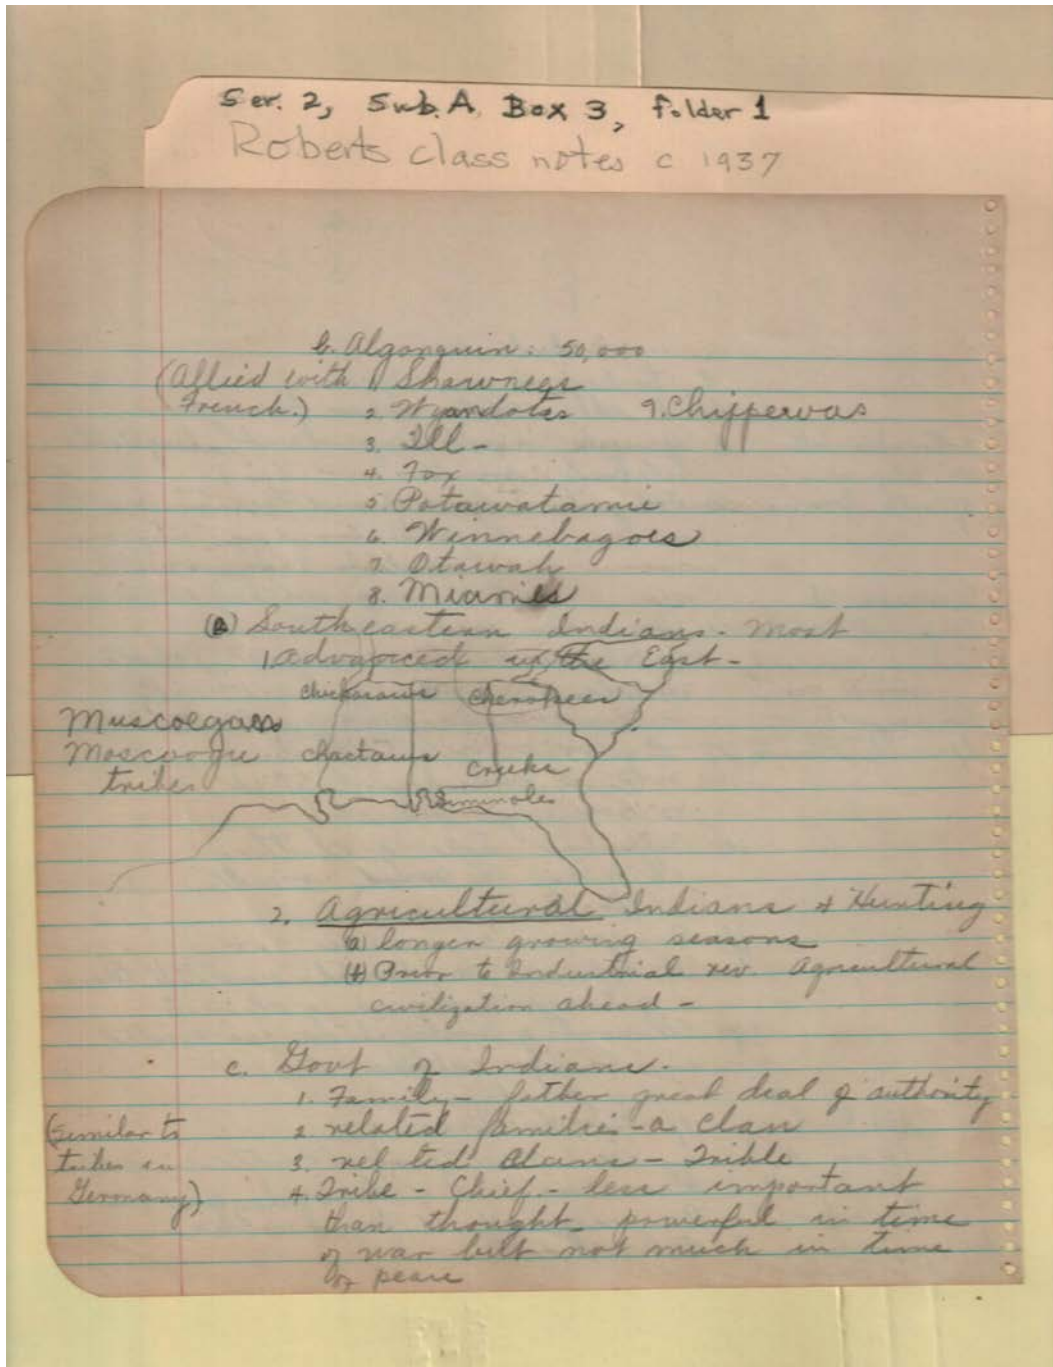 Ser. 2, Sub. A, Box 3, folder 1
Roberts class notes c 1937
b. Algonquin: 50,000
(Allied with French.)
1 Shawnees
2. Wyandotes
9. Chippewas
3. Ill-
4. Fox
5 Potawatamie
6. Winnebagoes
7. Otawah
8. Miamies
(B) Southeastern Indians - most
1. advanced in the East -
Chickasaws Cherokees
Muscoegans
tribes
Choctaws
Creeks
Seminoles
2. Agricultural Indians & Hunting
(a) longer growing seasons
(b) Prior to Industrial rev. Agricultural
civilization ahead -
c. Govt of Indians.
1. Family - father great deal of authority
(similar to
tribes in
Germany)
2 related families - a clan
3. rel ted clans - Trible
4. Tribe - Chief - less important
than thought - powerful in time
of war but not much in time
of peace